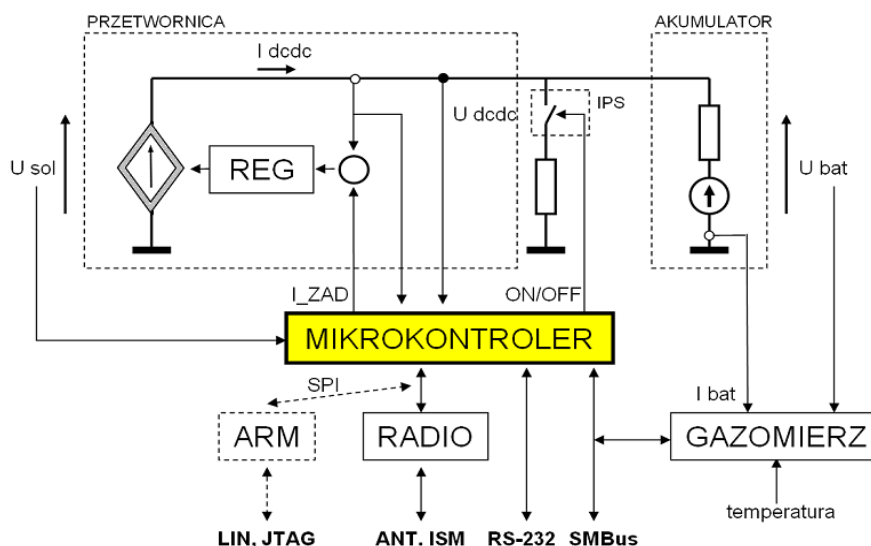 PRZETWORNICA
AKUMULATOR
I dcdc
U dcdc
IPS
U sol
REG
U bat
I_ZAD
ON/OFF
MIKROKONTROLER
SPI
I bat
ARM
RADIO
GAZOMIERZ
temperatura
LIN, JTAG
ANT. ISM
RS-232
SMBus